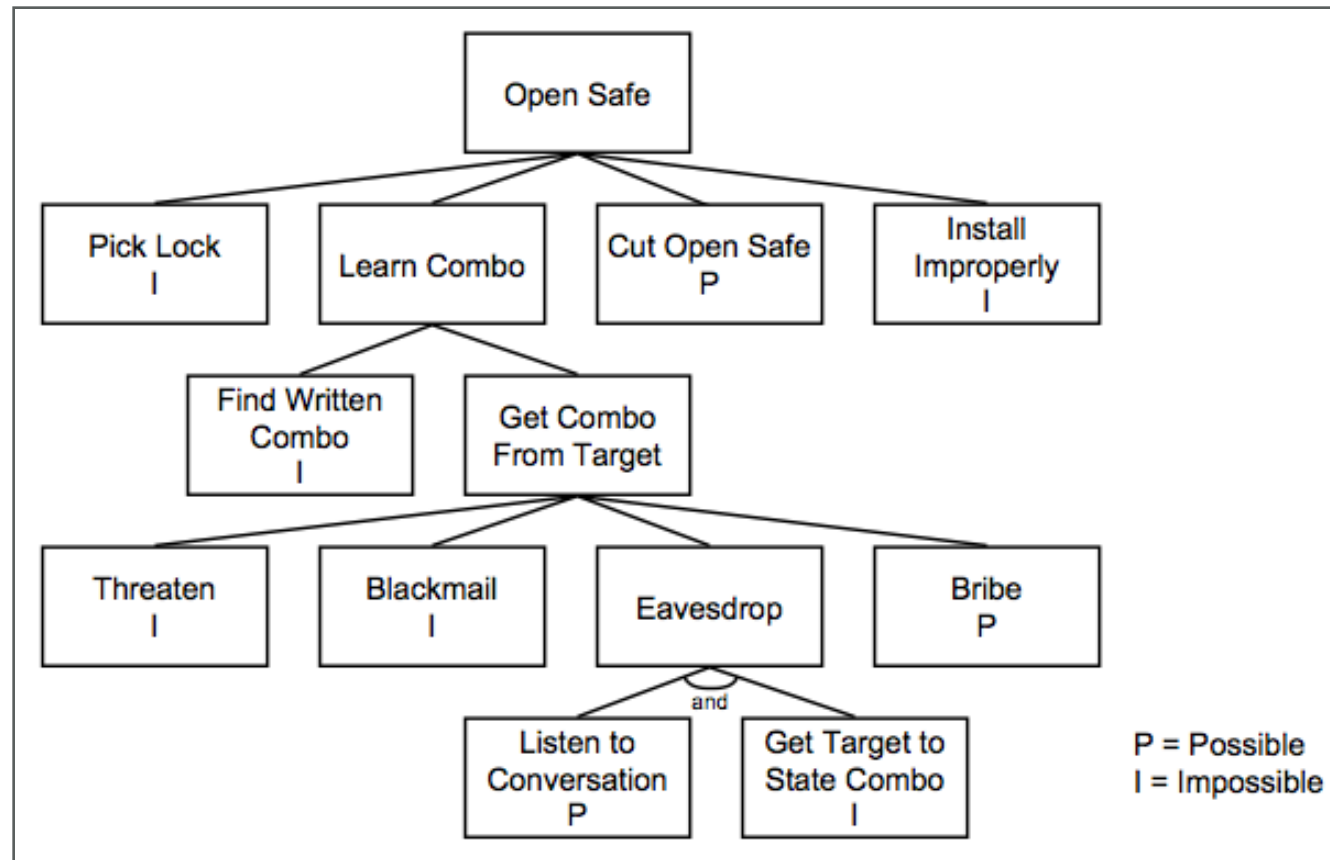 Open Safe
Pick Lock
I
Learn Combo
Cut Open Safe
P
Install
Improperly
I
Find Written
Combo
I
Get Combo
From Target
Threaten
I
Blackmail
I
Eavesdrop
Bribe
P
and
Listen to
Conversation
P
Get Target to
State Combo
I
P = Possible
I = Impossible